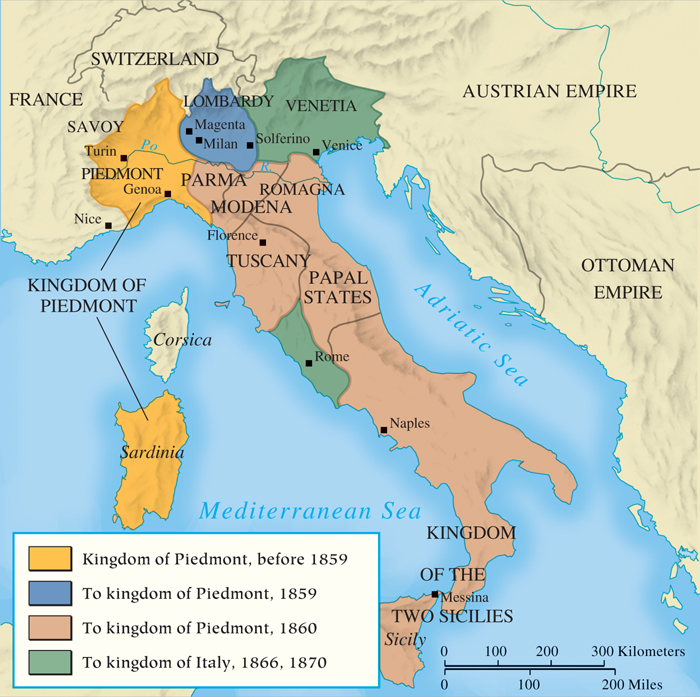 SWITZERLAND
FRANCE
LOMBARDY
VENETIA
AUSTRIAN EMPIRE
SAVOY
Magenta
Milan
Solferino
Venice
Turin
Po
R.
PIEDMONT
PARMA
ROMAGNA
Genoa
MODENA
Nice
Florence
TUSCANY
PAPAL
STATES
OTTOMAN
EMPIRE
KINGDOM OF
PIEDMONT
Adriatic Sea
Corsica
Rome
Naples
Sardinia
Mediterranean Sea
KINGDOM
OF THE
Messina
TWO SICILIES
Sicily
Kingdom of Piedmont, before 1859
To kingdom of Piedmont, 1859
To kingdom of Piedmont, 1860
To kingdom of Italy, 1866, 1870
0 100 200 300 Kilometers
0 100 200 Miles